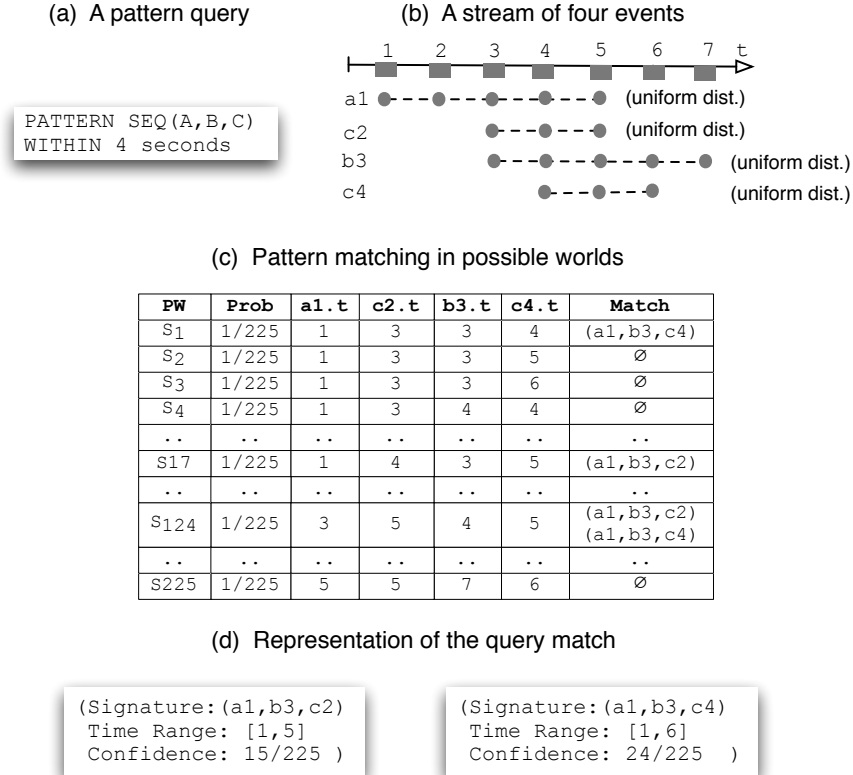 (a) A pattern query
(b) A stream of four events
PATTERN SEQ(A,B,C)
WITHIN 4 seconds
1 2 3 4 5 6 7 t
a1 (uniform dist.)
c2 (uniform dist.)
b3 (uniform dist.)
c4 (uniform dist.)
(c) Pattern matching in possible worlds
PW Prob a1.t c2.t b3.t c4.t Match
S1 1/225 1 3 3 4 (a1,b3,c4)
S2 1/225 1 3 3 5 ∅
S3 1/225 1 3 3 6 ∅
S4 1/225 1 3 4 4 ∅
.. .. .. .. .. .. ..
S17 1/225 1 4 3 5 (a1,b3,c2)
.. .. .. .. .. .. ..
S124 1/225 3 5 4 5 (a1,b3,c2)
(a1,b3,c4)
.. .. .. .. .. .. ..
S225 1/225 5 5 7 6 ∅
(d) Representation of the query match
(Signature:(a1,b3,c2)
Time Range: [1,5]
Confidence: 15/225 )
(Signature:(a1,b3,c4)
Time Range: [1,6]
Confidence: 24/225 )